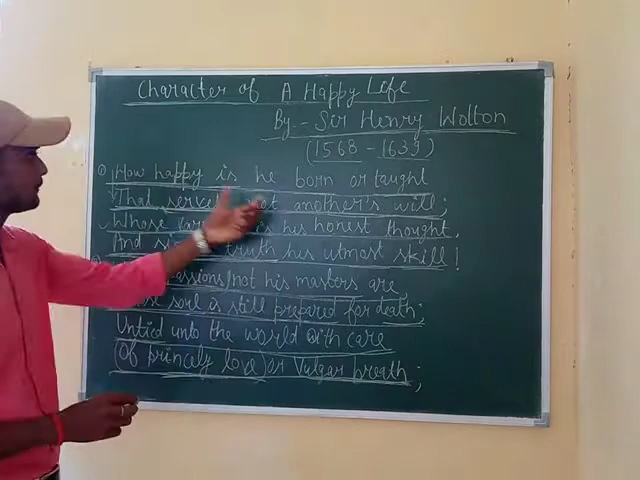 Character of A Happy Life
By:- Sir Henry Wolton
(1568 - 1639)
① How happy is he born or taught
That serve not another's will;
Whose is his honest thought,
And truth his utmost skill!
passions not his masters are
soul is still prepared for death;
Untied unto the world with care
(Of princely love) or Vulgar breath;